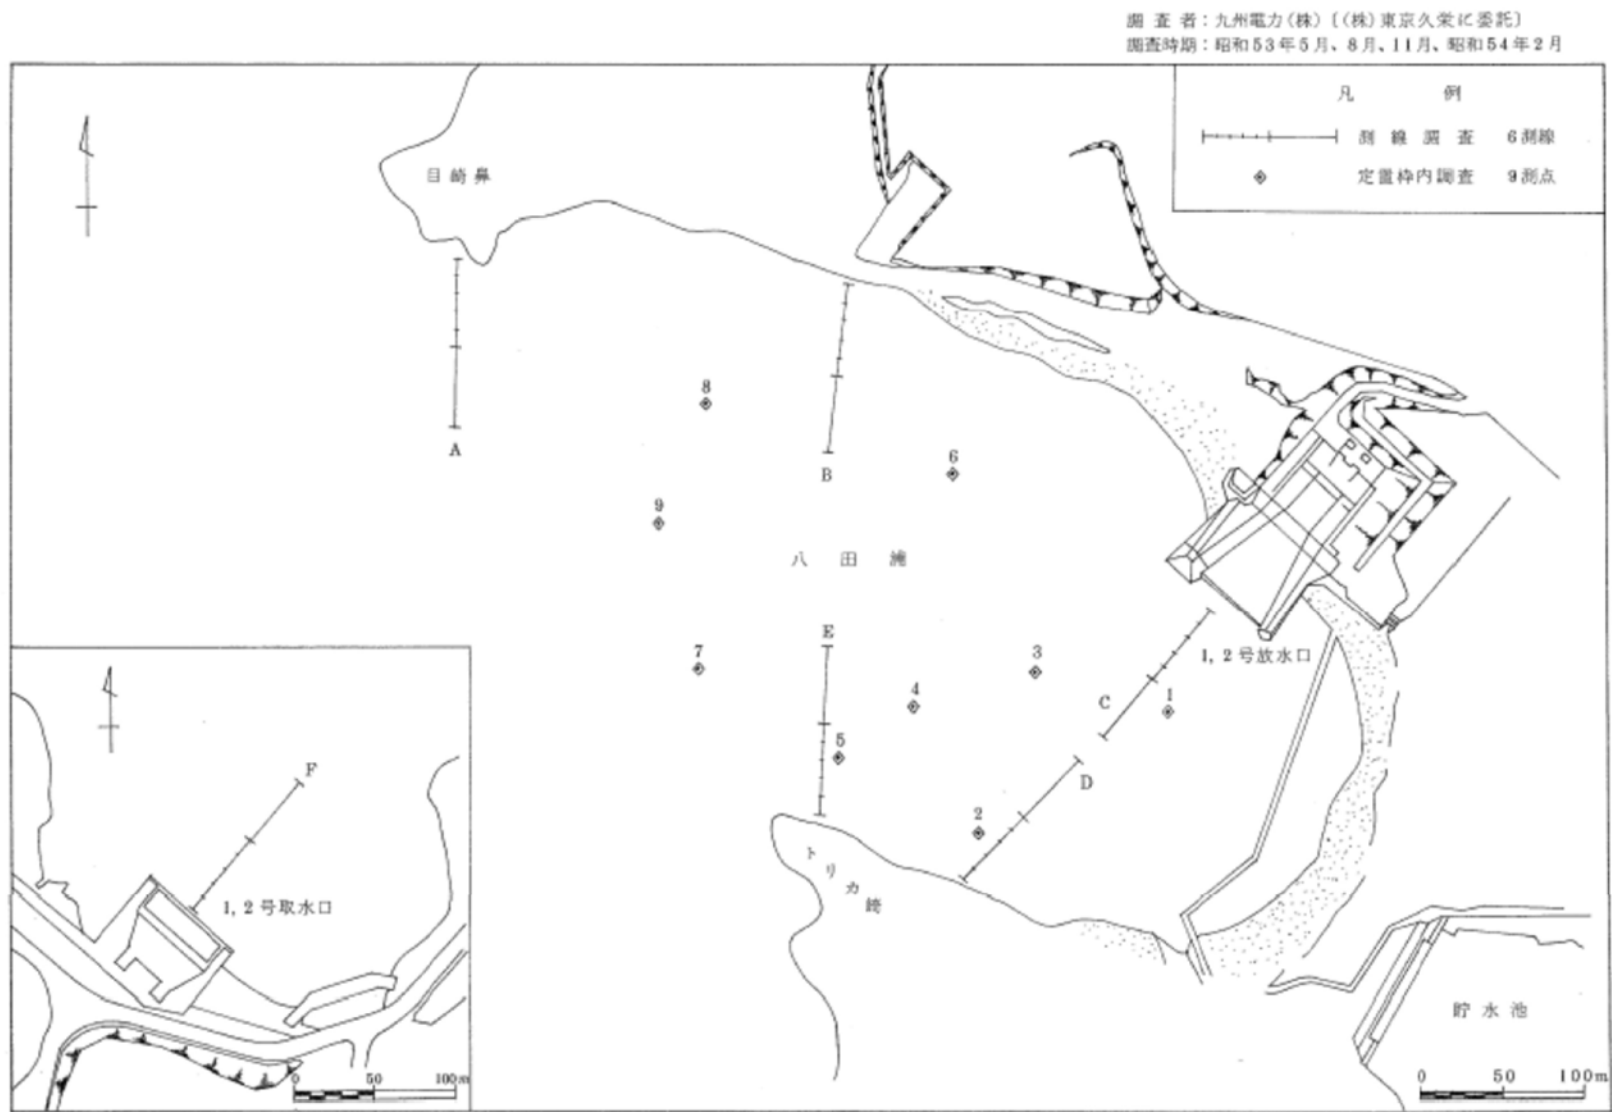 調査者：九州電力(株)〔(株)東京久栄に委託〕
調査時期：昭和53年5月、8月、11月、昭和54年2月
凡例
測線調査 6測線
定置枠内調査 9測点
目崎鼻
8
A
B
6
9
八田浦
E
7
3
1,2号放水口
4
C
1
5
D
2
トリカ崎
F
1,2号取水口
貯水池
0 50 100m
0 50 100m